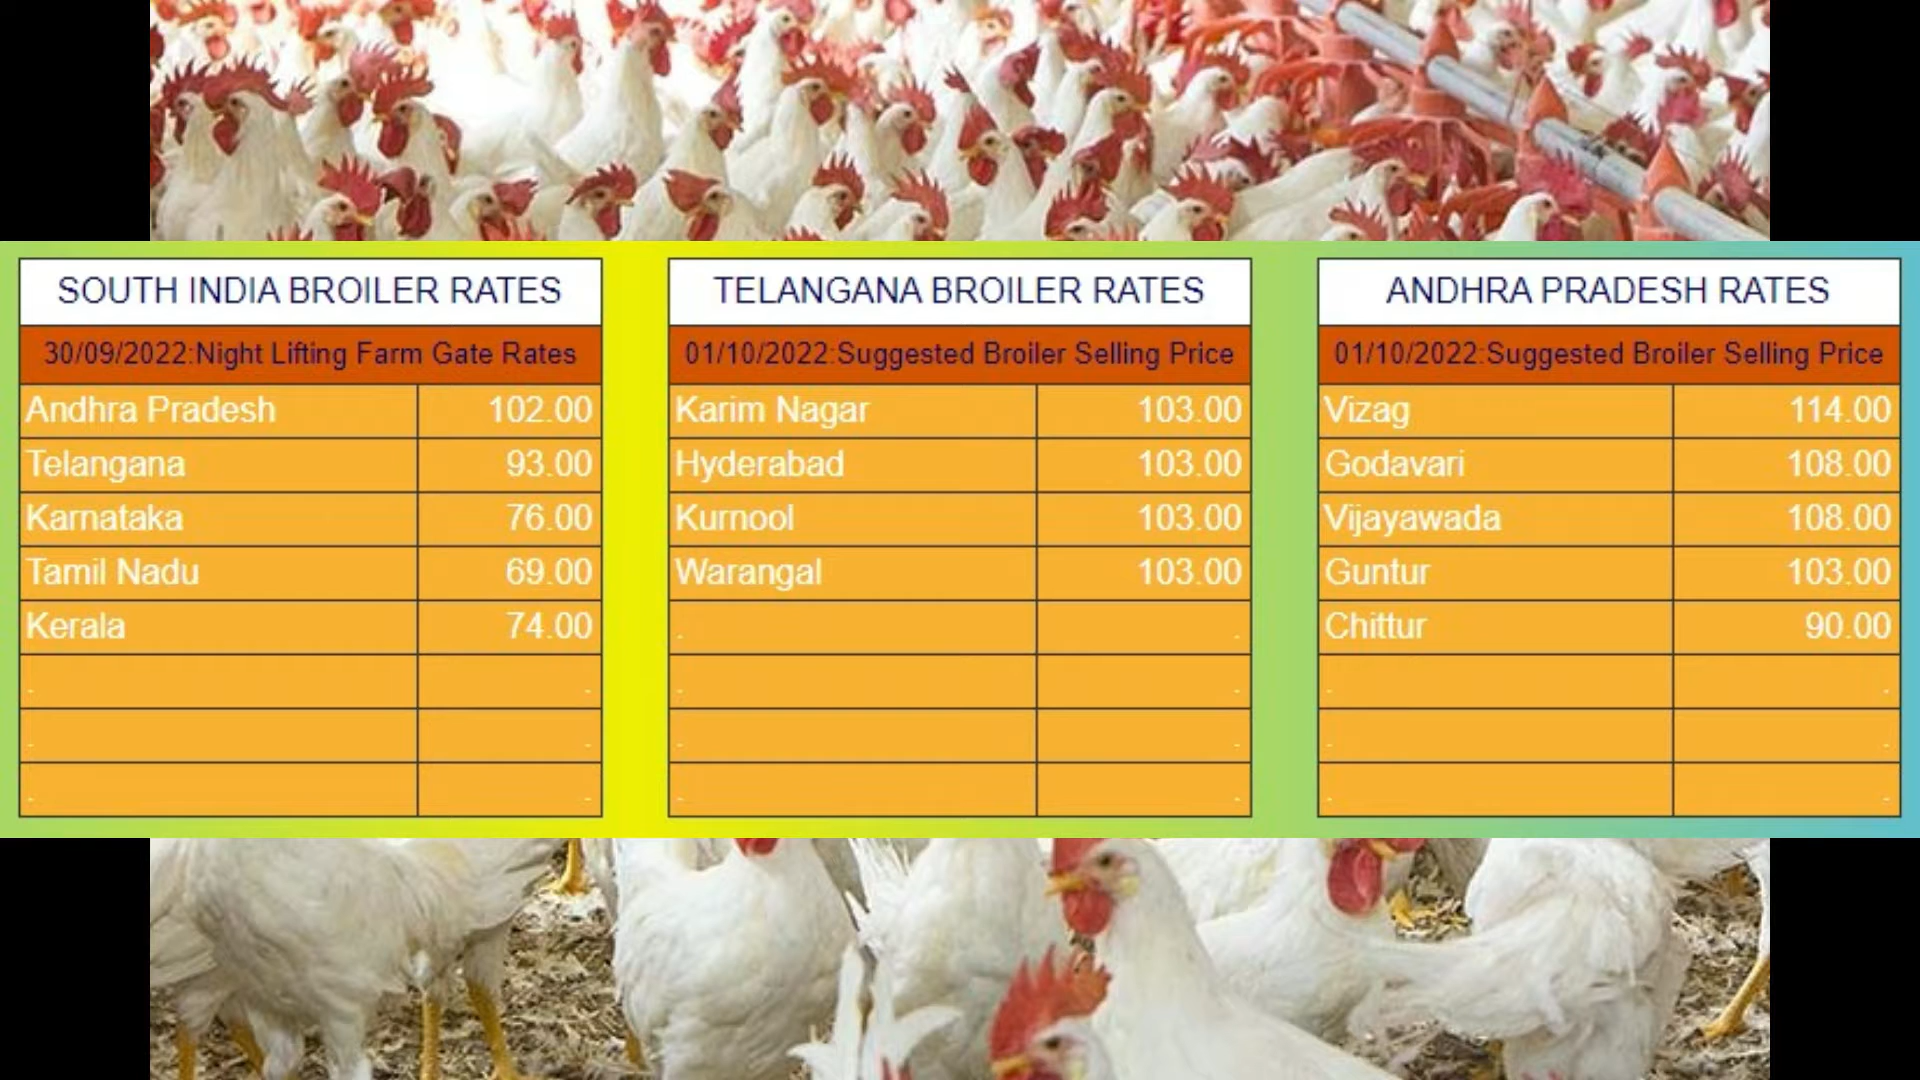 SOUTH INDIA BROILER RATES
30/09/2022:Night Lifting Farm Gate Rates
Andhra Pradesh 102.00
Telangana 93.00
Karnataka 76.00
Tamil Nadu 69.00
Kerala 74.00
. .
. .
. .
TELANGANA BROILER RATES
01/10/2022:Suggested Broiler Selling Price
Karim Nagar 103.00
Hyderabad 103.00
Kurnool 103.00
Warangal 103.00
. .
. .
. .
. .
ANDHRA PRADESH RATES
01/10/2022:Suggested Broiler Selling Price
Vizag 114.00
Godavari 108.00
Vijayawada 108.00
Guntur 103.00
Chittur 90.00
. .
. .
. .